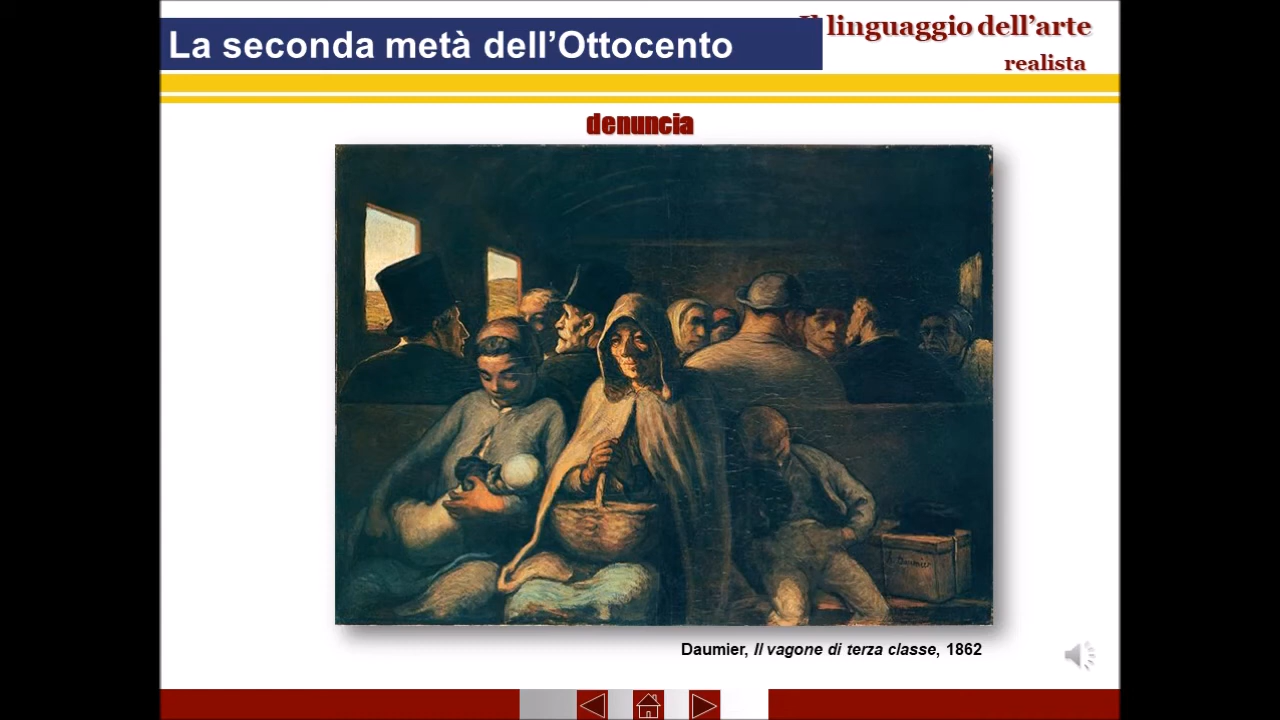 La seconda metà dell'Ottocento
Il linguaggio dell'arte
realista
denuncia
Daumier, Il vagone di terza classe, 1862